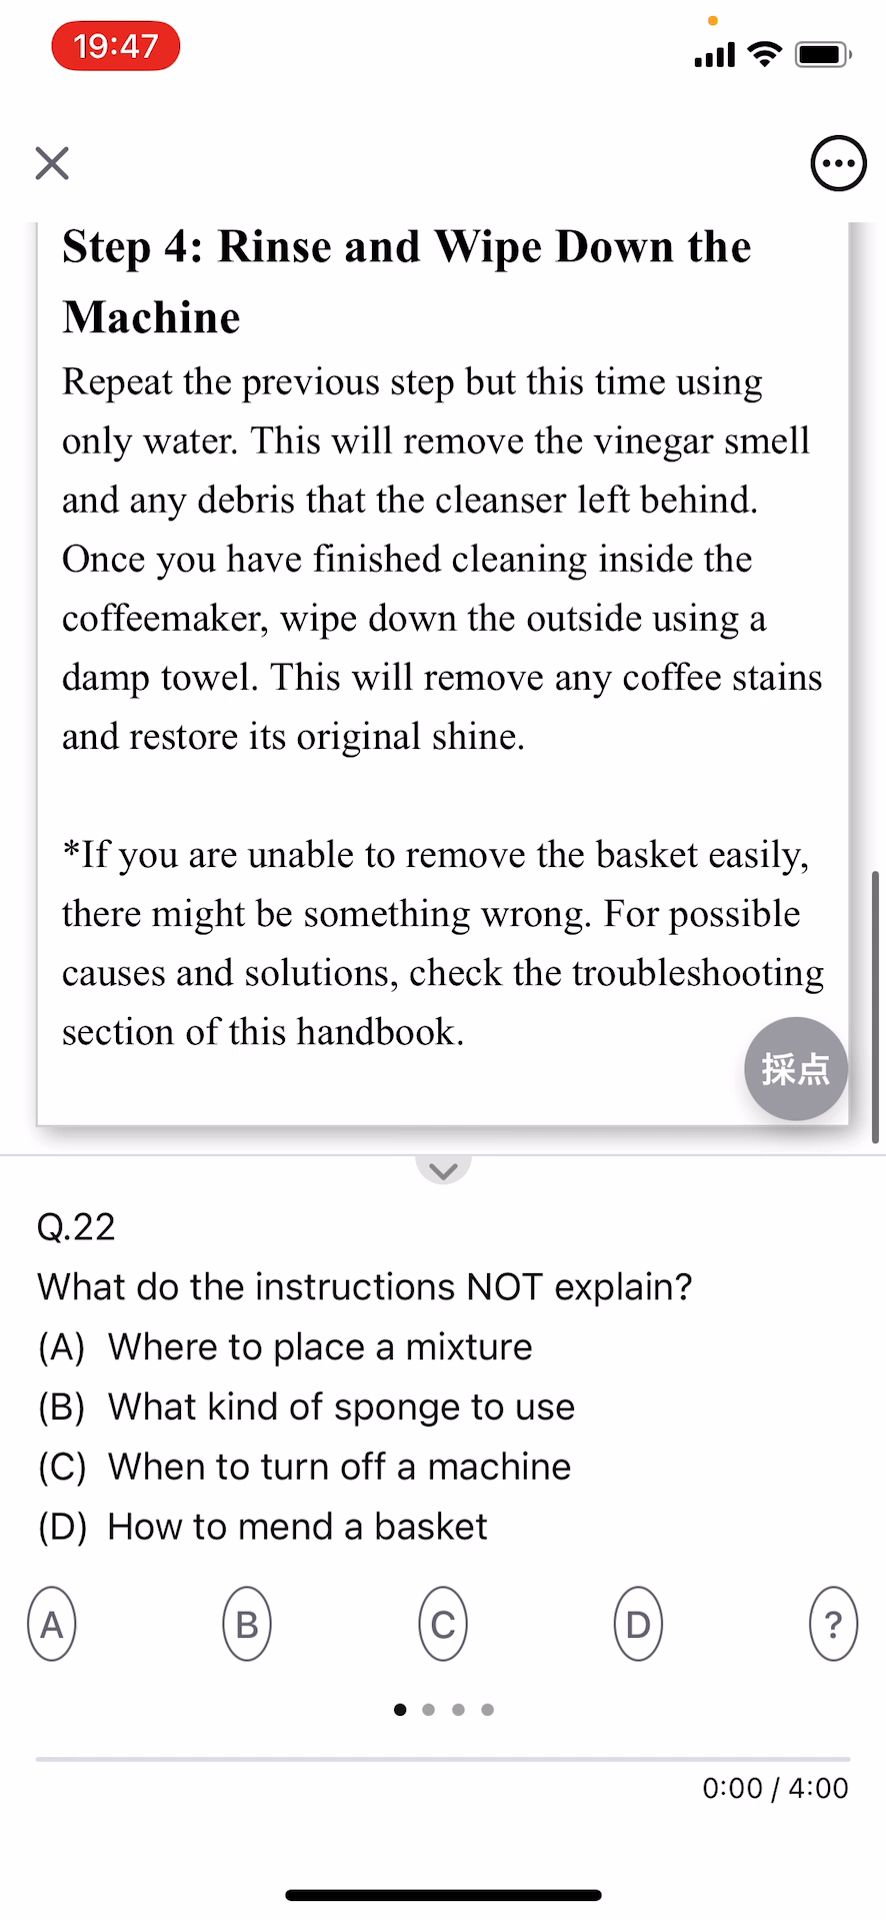 19:47
Step 4: Rinse and Wipe Down the
Machine
Repeat the previous step but this time using
only water. This will remove the vinegar smell
and any debris that the cleanser left behind.
Once you have finished cleaning inside the
coffeemaker, wipe down the outside using a
damp towel. This will remove any coffee stains
and restore its original shine.
*If you are unable to remove the basket easily,
there might be something wrong. For possible
causes and solutions, check the troubleshooting
section of this handbook.
採点
Q.22
What do the instructions NOT explain?
(A) Where to place a mixture
(B) What kind of sponge to use
(C) When to turn off a machine
(D) How to mend a basket
A B C D ?
0:00 / 4:00